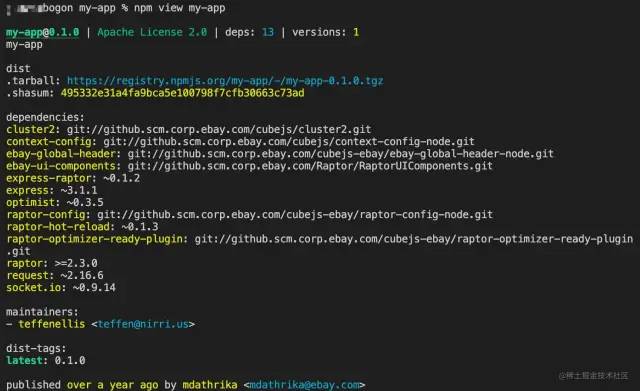 bogon my-app % npm view my-app
my-app@0.1.0 | Apache License 2.0 | deps: 13 | versions: 1
my-app
dist
.tarball: https://registry.npmjs.org/my-app/-/my-app-0.1.0.tgz
.shasum: 495332e31a4fa9bca5e100798f7cfb30663c73ad
dependencies:
cluster2: git://github.scm.corp.ebay.com/cubejs/cluster2.git
context-config: git://github.scm.corp.ebay.com/cubejs/context-config-node.git
ebay-global-header: git://github.scm.corp.ebay.com/cubejs-ebay/ebay-global-header-node.git
ebay-ui-components: git://github.scm.corp.ebay.com/Raptor/RaptorUIComponents.git
express-raptor: ~0.1.2
express: ~3.1.1
optimist: ~0.3.5
raptor-config: git://github.scm.corp.ebay.com/cubejs-ebay/raptor-config-node.git
raptor-hot-reload: ~0.1.3
raptor-optimizer-ready-plugin: git://github.scm.corp.ebay.com/cubejs-ebay/raptor-optimizer-ready-plugin
.git
raptor: >=2.3.0
request: ~2.16.6
socket.io: ~0.9.14
maintainers:
- teffenellis <teffen@nirri.us>
dist-tags:
latest: 0.1.0
published over a year ago by mdathrika <mdathrika@ebay.com>
@稀土掘金技术社区